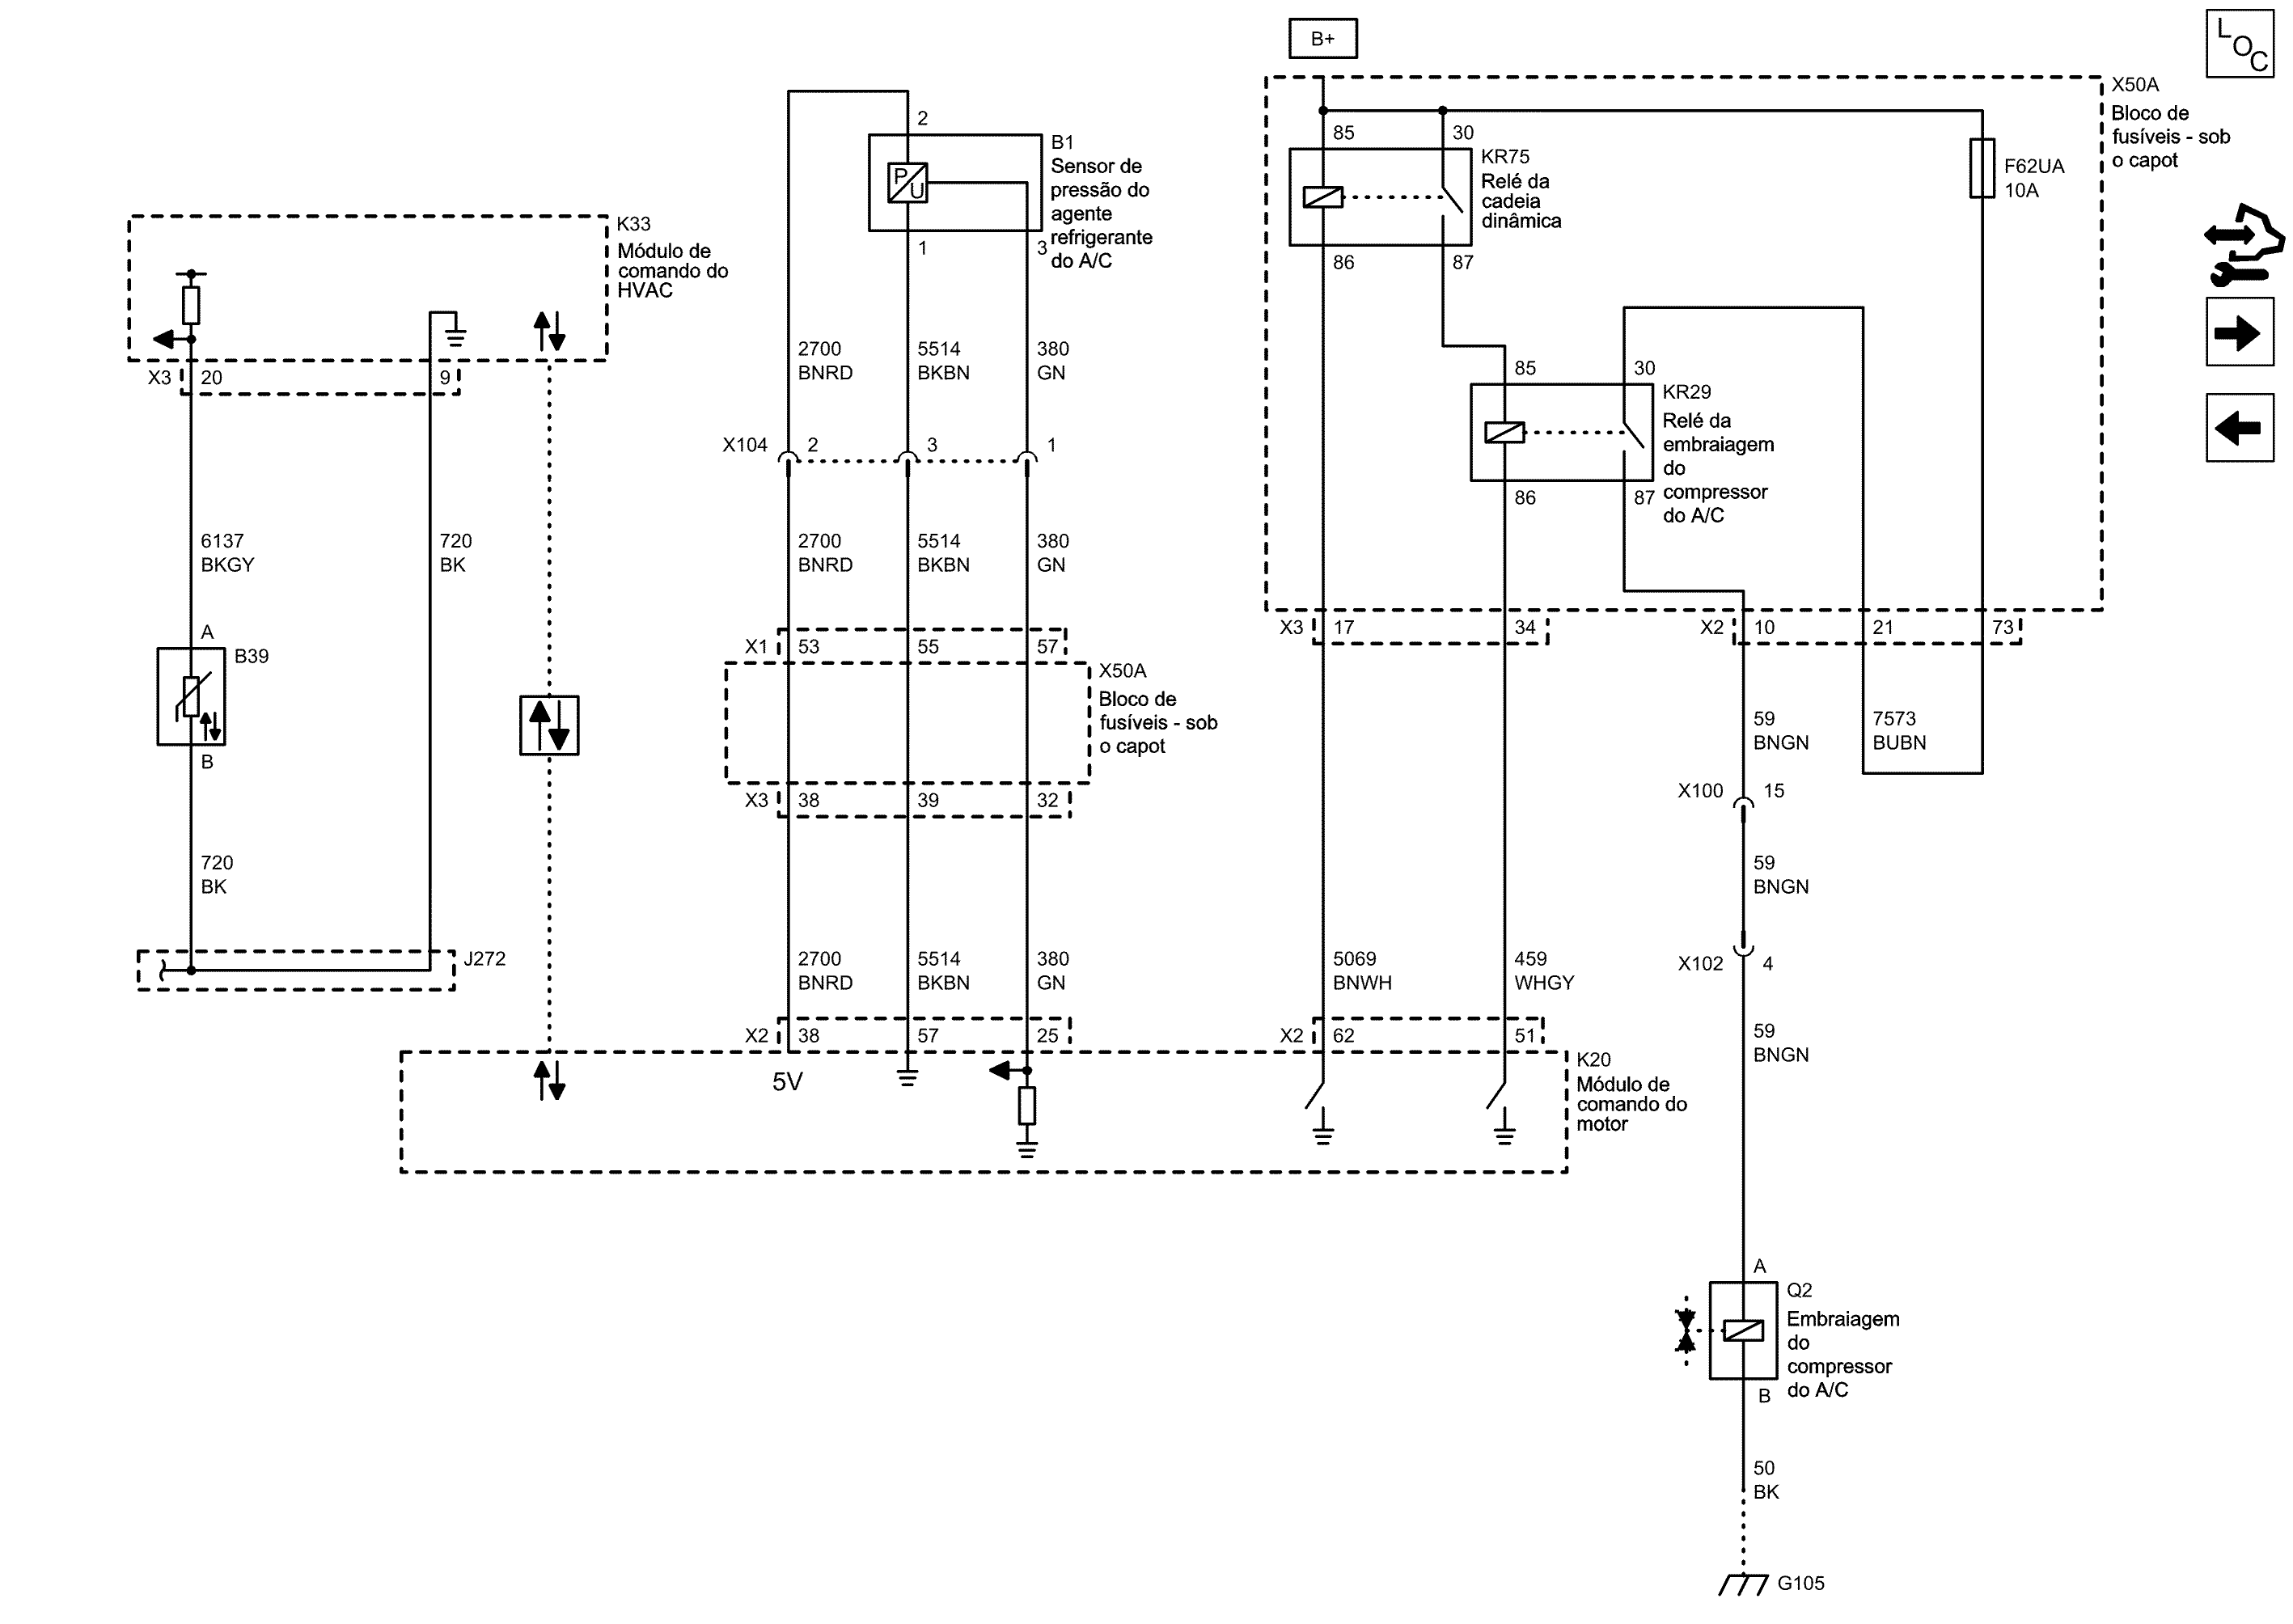 B+
LOC
X50A
Bloco de
fusíveis - sob
o capot
2
B1
Sensor de
pressão do
agente
refrigerante
do A/C
P
U
1
3
85
30
KR75
Relé da
cadeia
dinâmica
86
87
F62UA
10A
K33
Módulo de
comando do
HVAC
X3
20
9
2700
BNRD
5514
BKBN
380
GN
85
30
KR29
Relé da
embraiagem
do
compressor
do A/C
86
87
X104
2
3
1
6137
BKGY
720
BK
2700
BNRD
5514
BKBN
380
GN
A
B39
B
X1
53
55
57
X50A
Bloco de
fusíveis - sob
o capot
X3
38
39
32
X3
17
34
X2
10
21
73
59
BNGN
7573
BUBN
X100
15
720
BK
59
BNGN
J272
2700
BNRD
5514
BKBN
380
GN
5069
BNWH
459
WHGY
X102
4
X2
38
57
25
X2
62
51
59
BNGN
5V
K20
Módulo de
comando do
motor
A
Q2
Embraiagem
do
compressor
do A/C
B
50
BK
G105